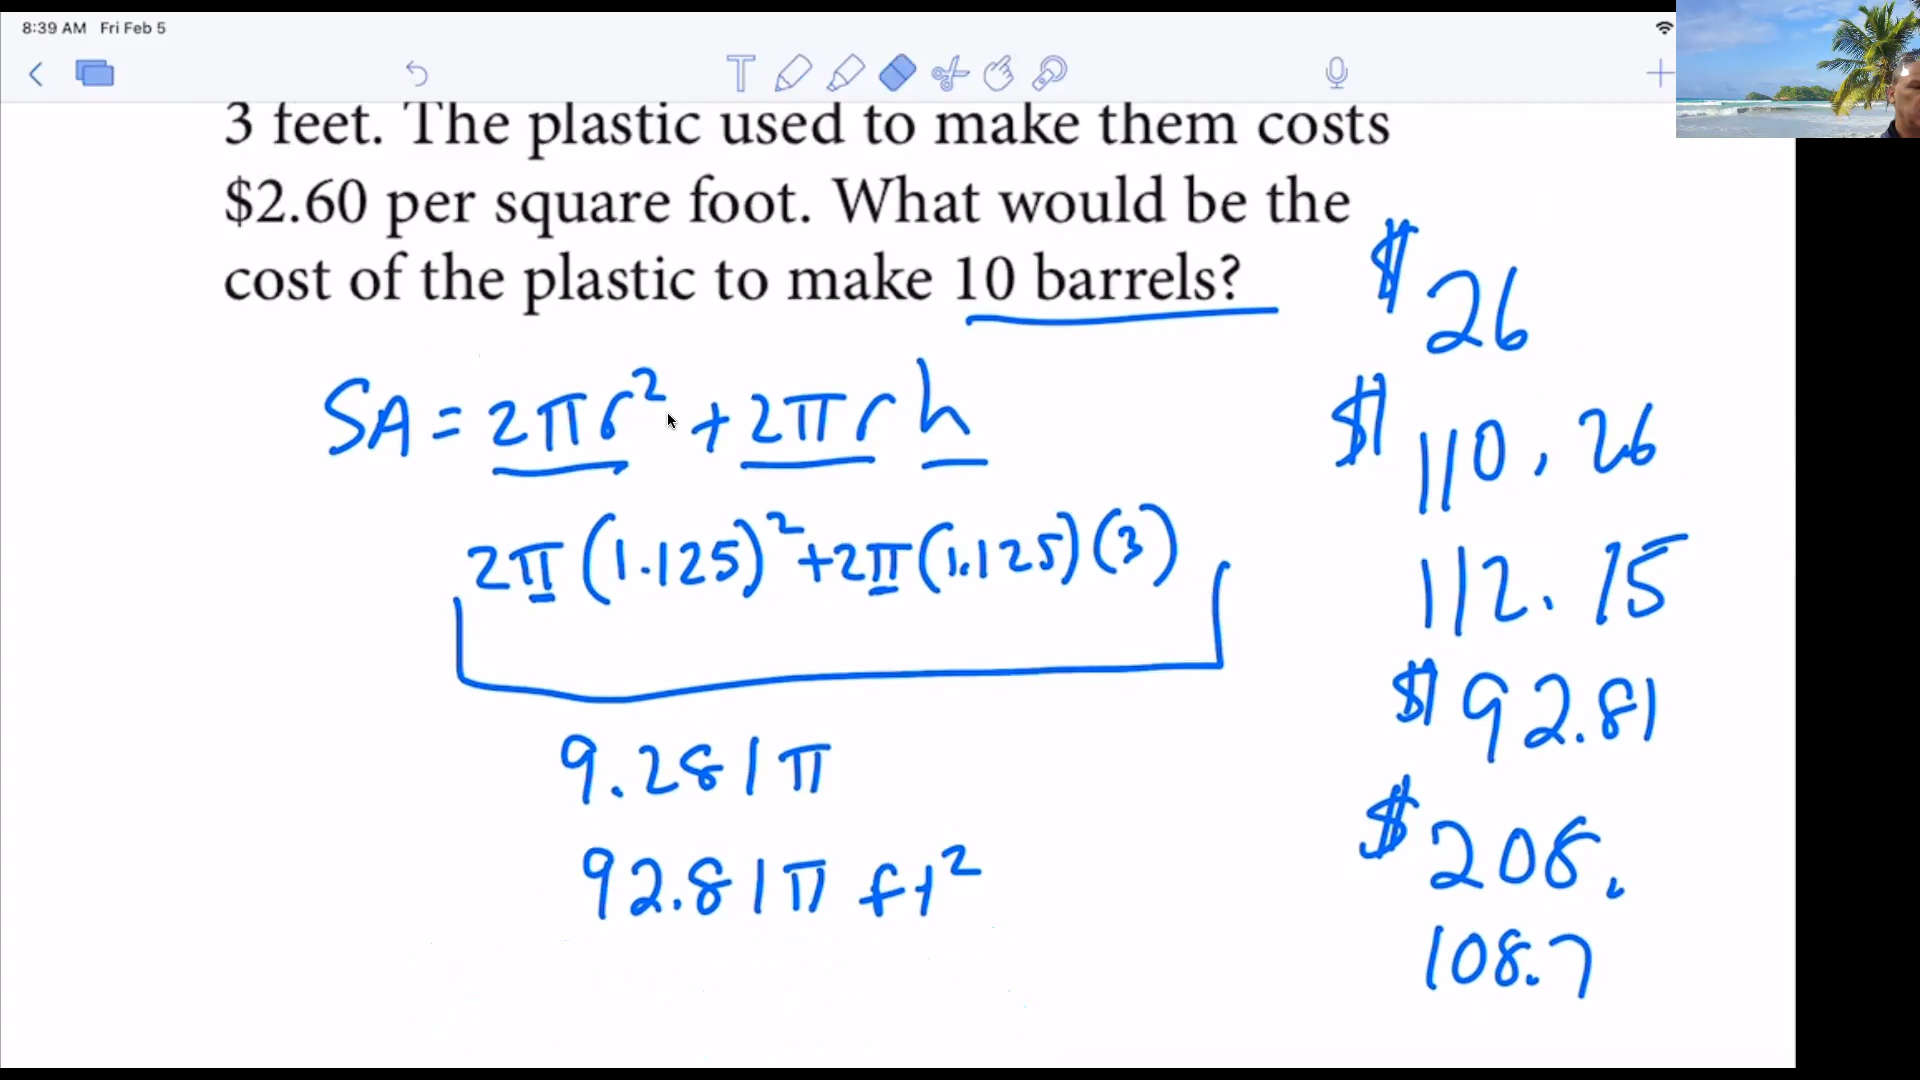 8:39 AM Fri Feb 5
3 feet. The plastic used to make them costs
$2.60 per square foot. What would be the
cost of the plastic to make 10 barrels?
SA = 2πr² + 2πrh
2π(1.125)²+2π(1.125)(3)
9.281π
92.81π ft²
$26
$110.26
112.15
$92.81
$208.
108.7